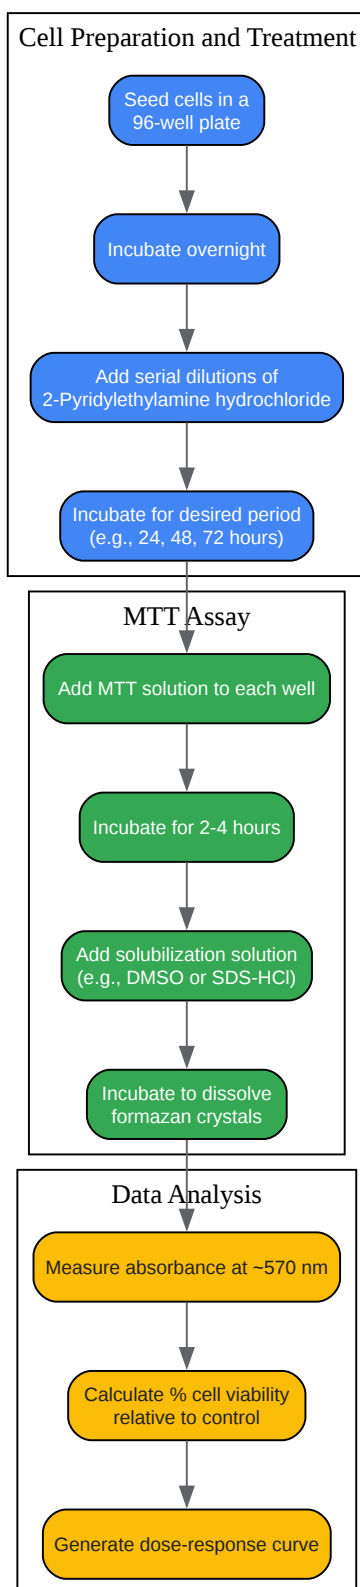 Cell Preparation and Treatment
Seed cells in a
96-well plate
Incubate overnight
Add serial dilutions of
2-Pyridylethylamine hydrochloride
Incubate for desired period
(e.g., 24, 48, 72 hours)
MTT Assay
Add MTT solution to each well
Incubate for 2-4 hours
Add solubilization solution
(e.g., DMSO or SDS-HCl)
Incubate to dissolve
formazan crystals
Data Analysis
Measure absorbance at ~570 nm
Calculate % cell viability
relative to control
Generate dose-response curve